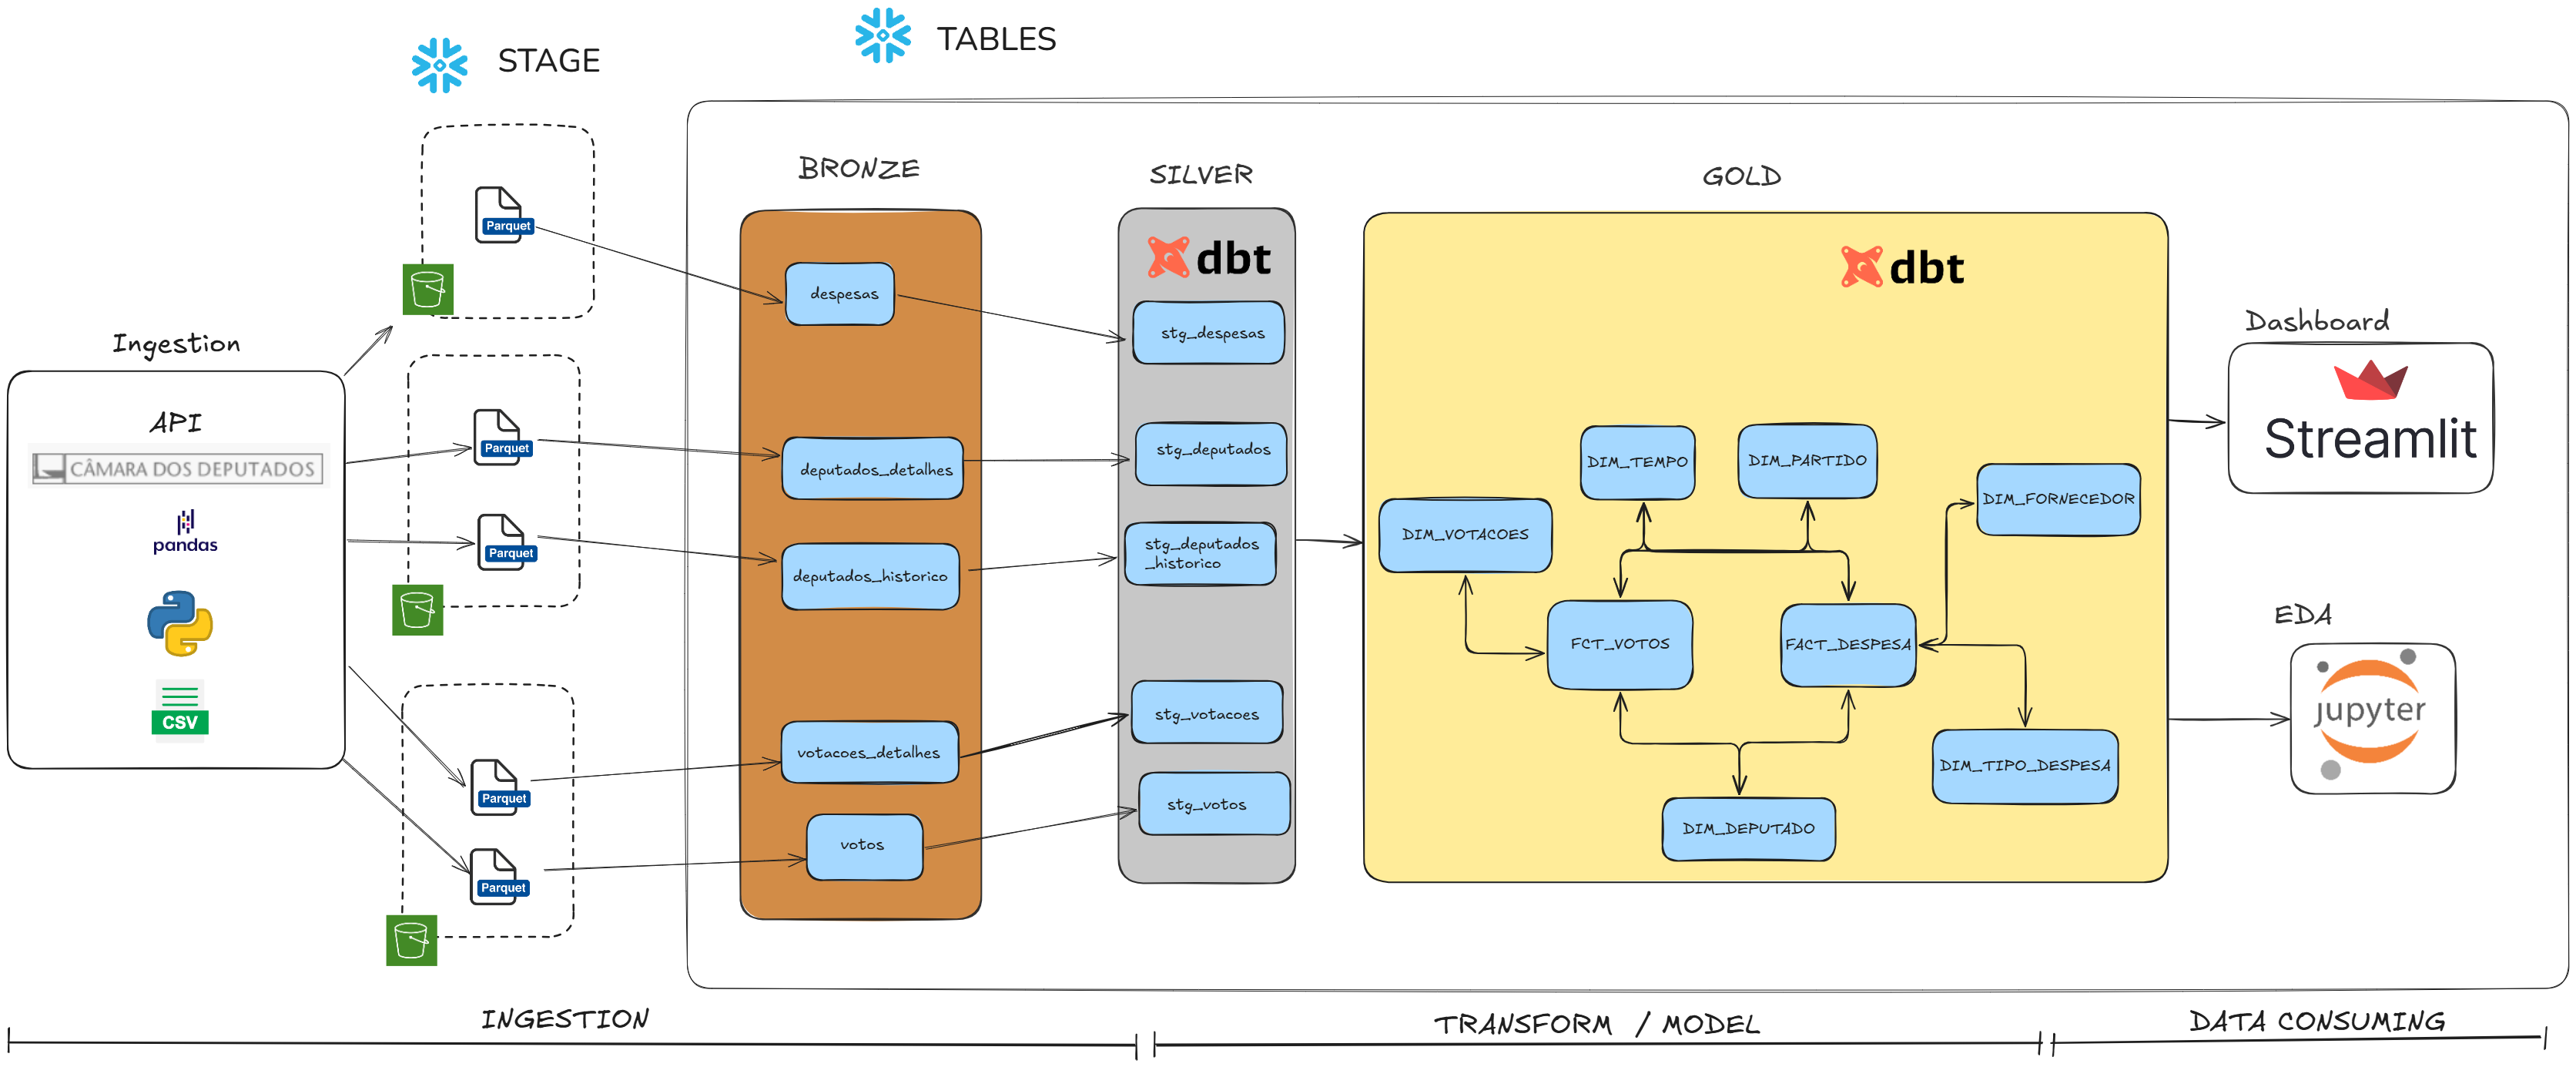 STAGE
TABLES
Ingestion
API
CÂMARA DOS DEPUTADOS
pandas
CSV
Parquet
Parquet
Parquet
Parquet
Parquet
BRONZE
despesas
deputados_detalhes
deputados_historico
votacoes_detalhes
votos
SILVER
dbt
stg_despesas
stg_deputados
stg_deputados
_historico
stg_votacoes
stg_votos
GOLD
dbt
DIM_TEMPO
DIM_PARTIDO
DIM_FORNECEDOR
DIM_VOTACOES
FCT_VOTOS
FACT_DESPESA
DIM_TIPO_DESPESA
DIM_DEPUTADO
Dashboard
Streamlit
EDA
jupyter
INGESTION
TRANSFORM / MODEL
DATA CONSUMING